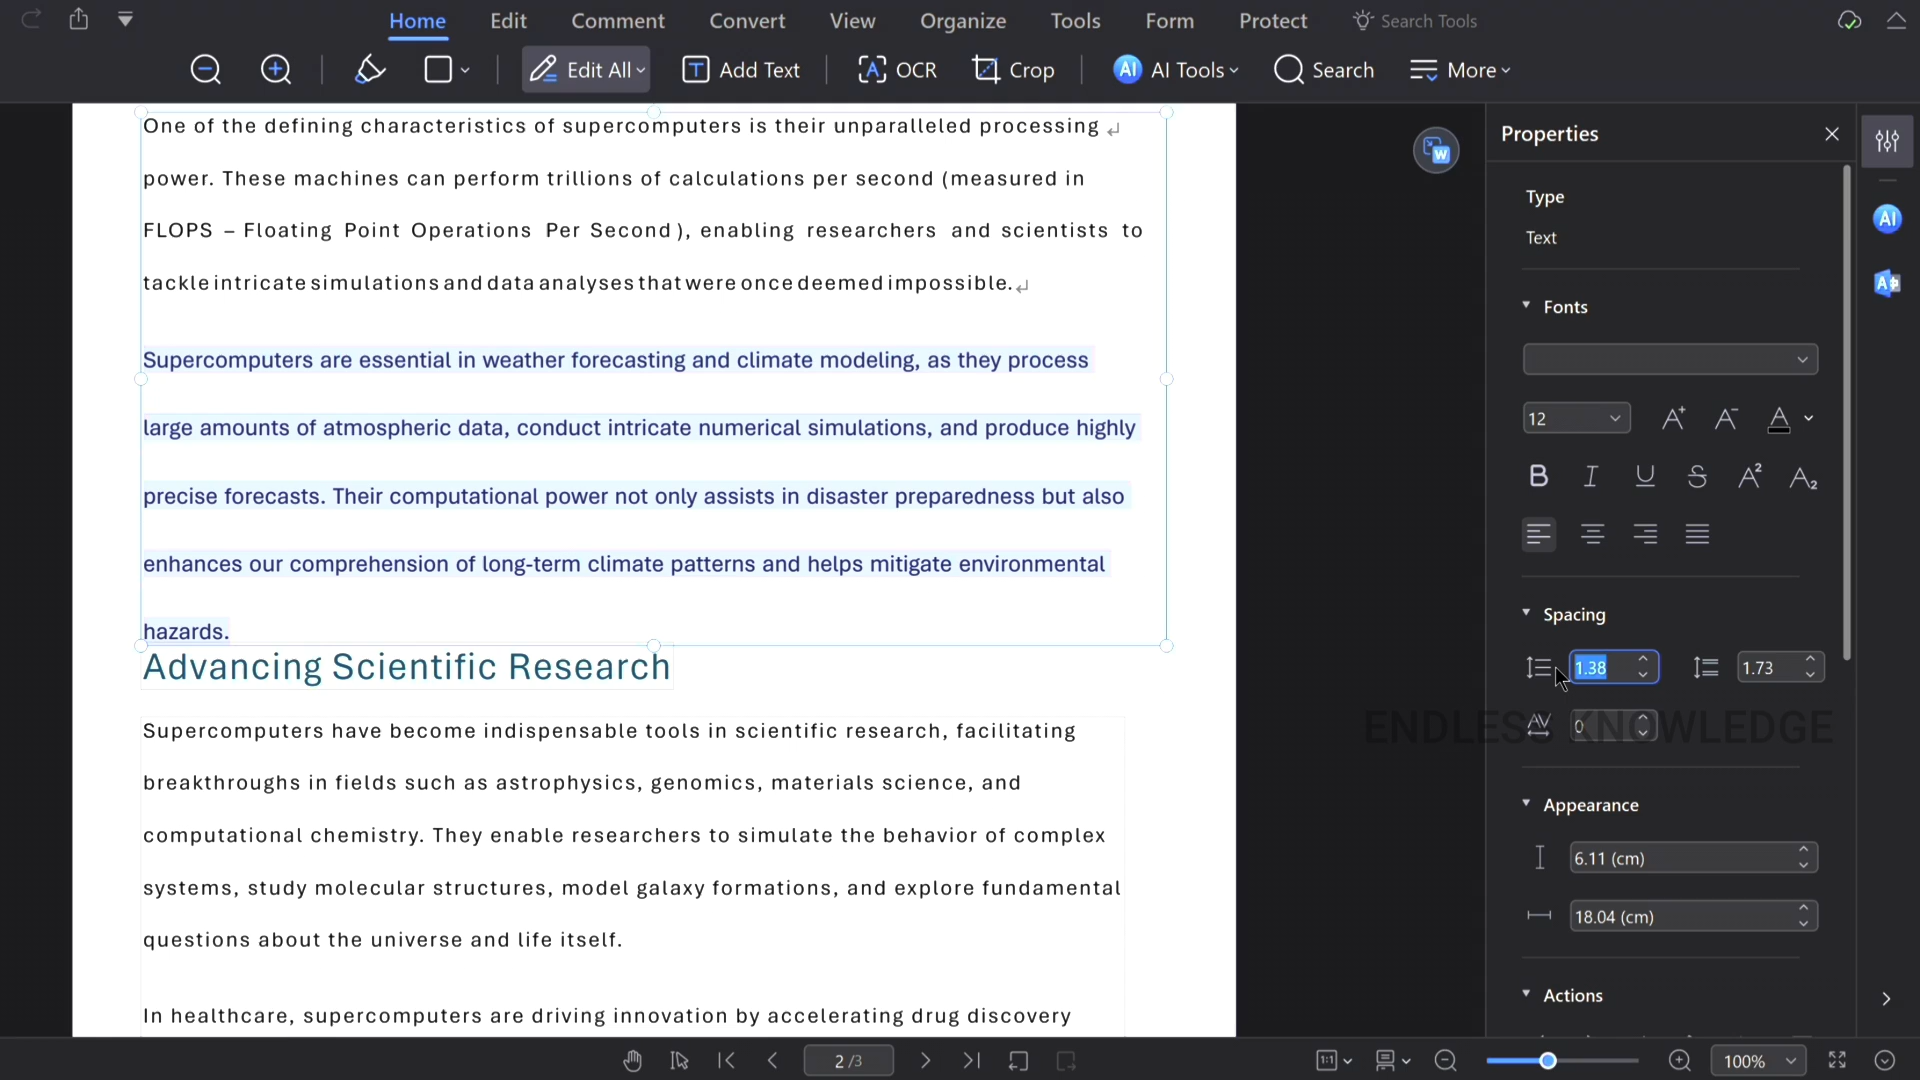 Home Edit Comment Convert View Organize Tools Form Protect Search Tools
Edit All Add Text OCR Crop AI AI Tools Search More
One of the defining characteristics of supercomputers is their unparalleled processing
power. These machines can perform trillions of calculations per second (measured in
FLOPS – Floating Point Operations Per Second), enabling researchers and scientists to
tackle intricate simulations and data analyses that were once deemed impossible.
Supercomputers are essential in weather forecasting and climate modeling, as they process
large amounts of atmospheric data, conduct intricate numerical simulations, and produce highly
precise forecasts. Their computational power not only assists in disaster preparedness but also
enhances our comprehension of long-term climate patterns and helps mitigate environmental
hazards.
Advancing Scientific Research
Supercomputers have become indispensable tools in scientific research, facilitating
breakthroughs in fields such as astrophysics, genomics, materials science, and
computational chemistry. They enable researchers to simulate the behavior of complex
systems, study molecular structures, model galaxy formations, and explore fundamental
questions about the universe and life itself.
In healthcare, supercomputers are driving innovation by accelerating drug discovery
W
Properties
Type
Text
Fonts
12
Spacing
1.38 1.73
0
ENDLESS KNOWLEDGE
Appearance
6.11 (cm)
18.04 (cm)
Actions
AI
2 /3
1:1
100%